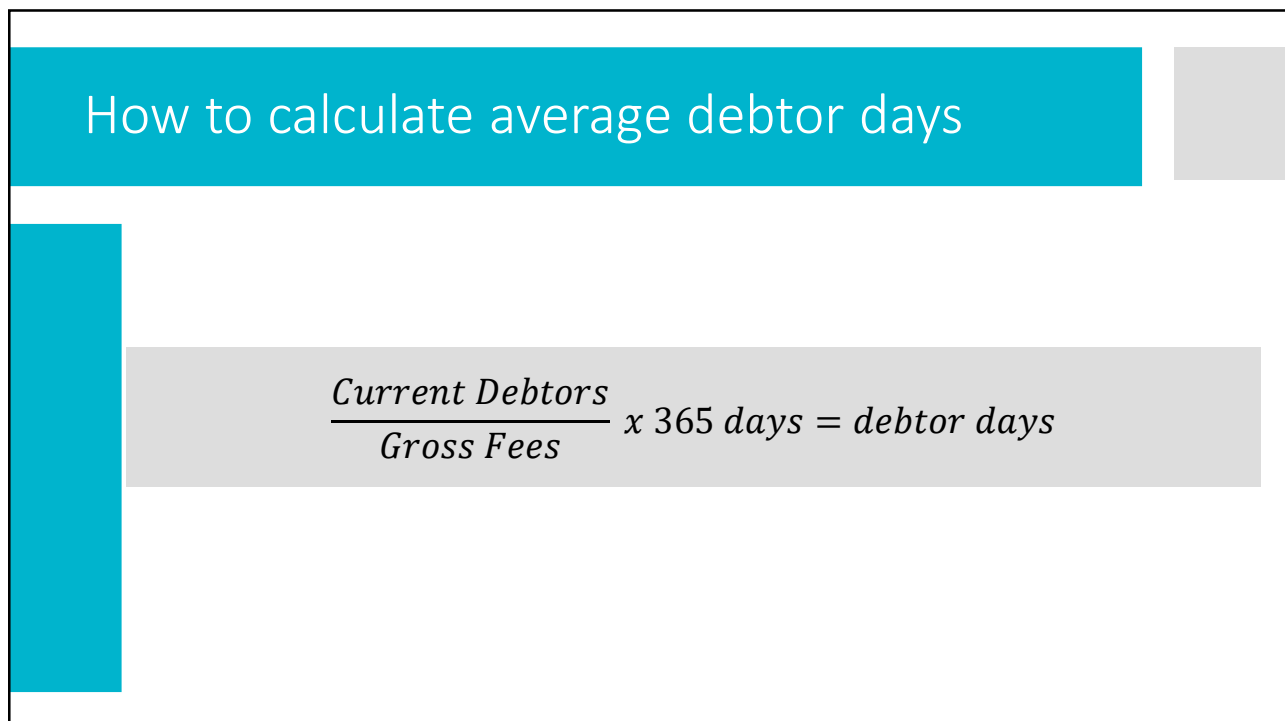 How to calculate average debtor days
Current Debtors
Gross Fees
x 365 days = debtor days